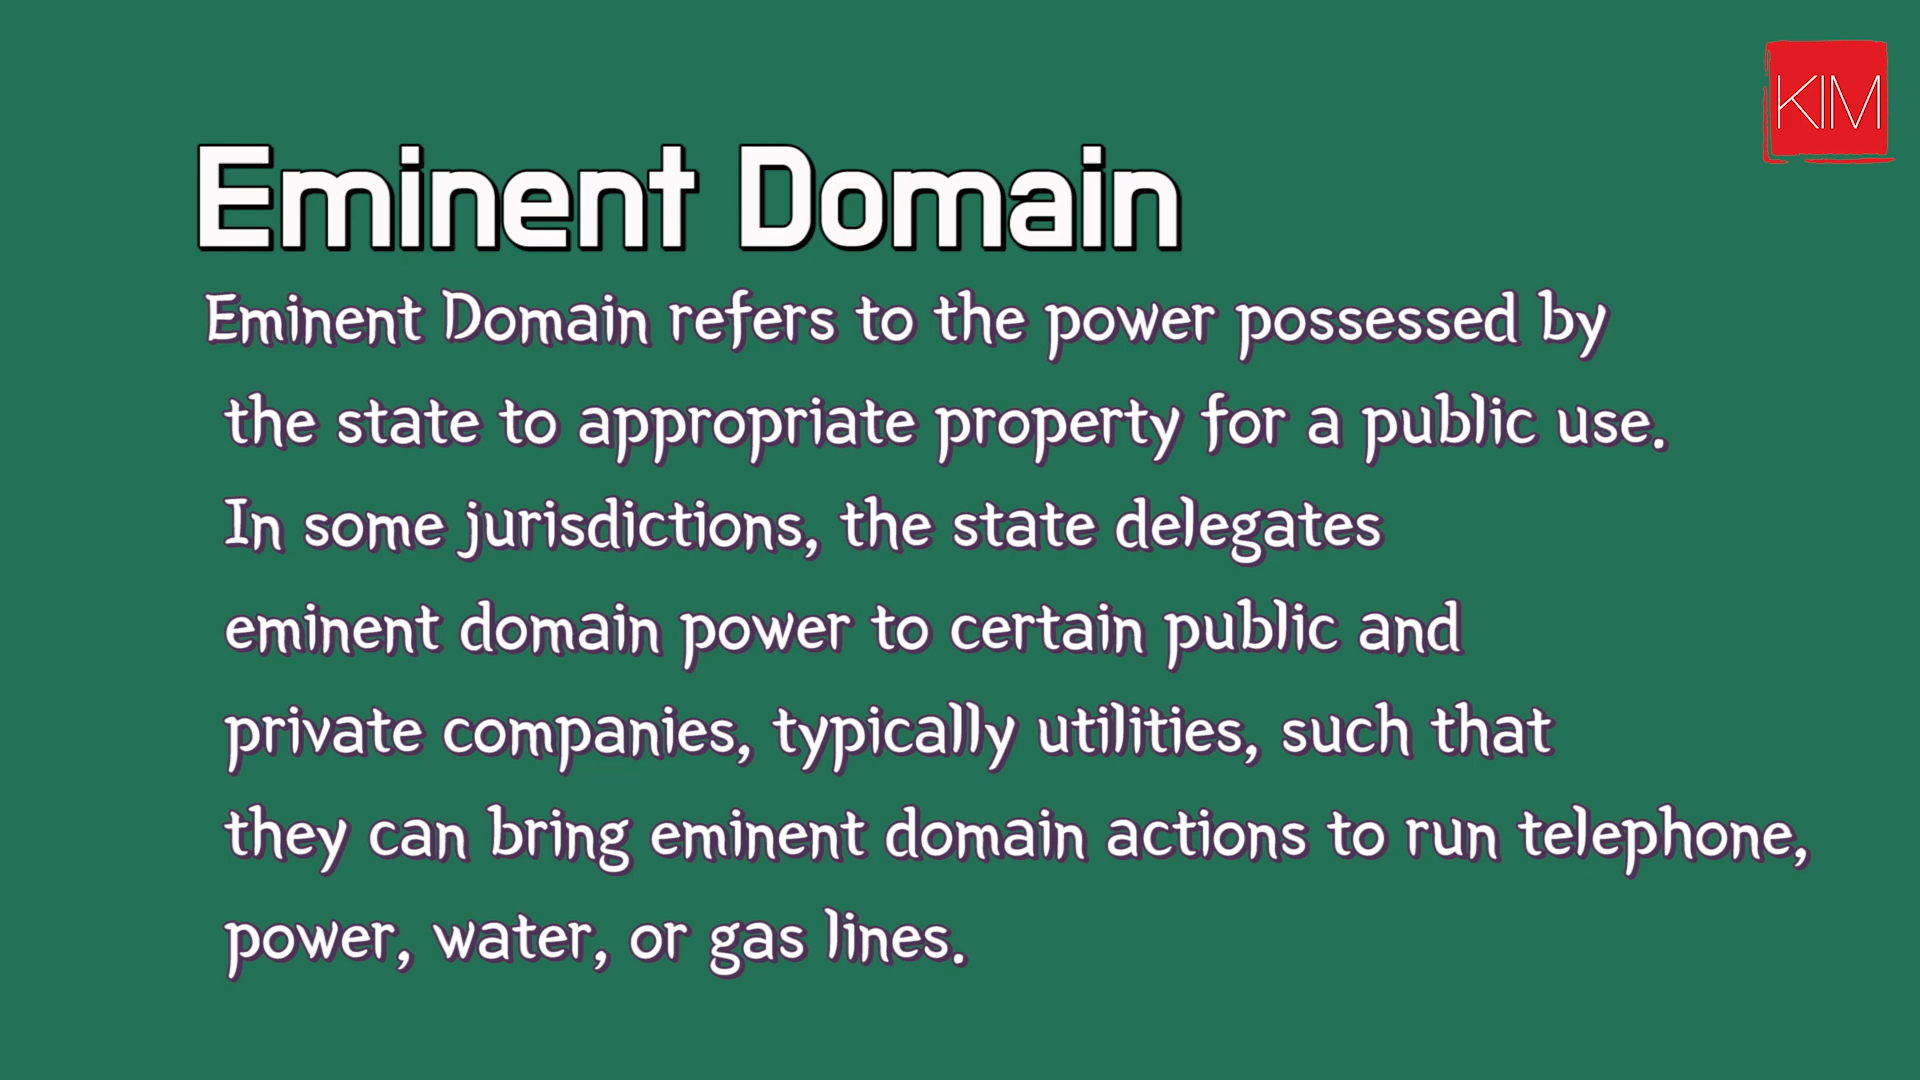 KIM
Eminent Domain
Eminent Domain refers to the power possessed by
the state to appropriate property for a public use.
In some jurisdictions, the state delegates
eminent domain power to certain public and
private companies, typically utilities, such that
they can bring eminent domain actions to run telephone,
power, water, or gas lines.